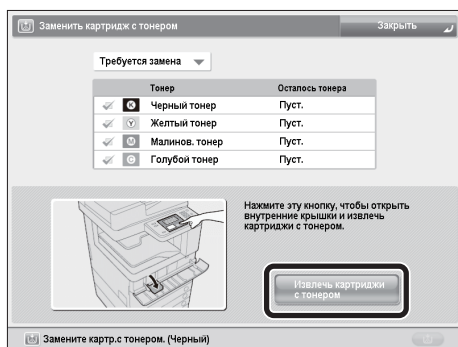 Заменить картридж с тонером
Закрыть
Требуется замена
Тонер Осталось тонера
K Черный тонер Пуст.
Y Желтый тонер Пуст.
M Малинов. тонер Пуст.
C Голубой тонер Пуст.
Нажмите эту кнопку, чтобы открыть
внутренние крышки и извлечь
картриджи с тонером.
Извлечь картриджи
с тонером
Замените картр.с тонером. (Черный)